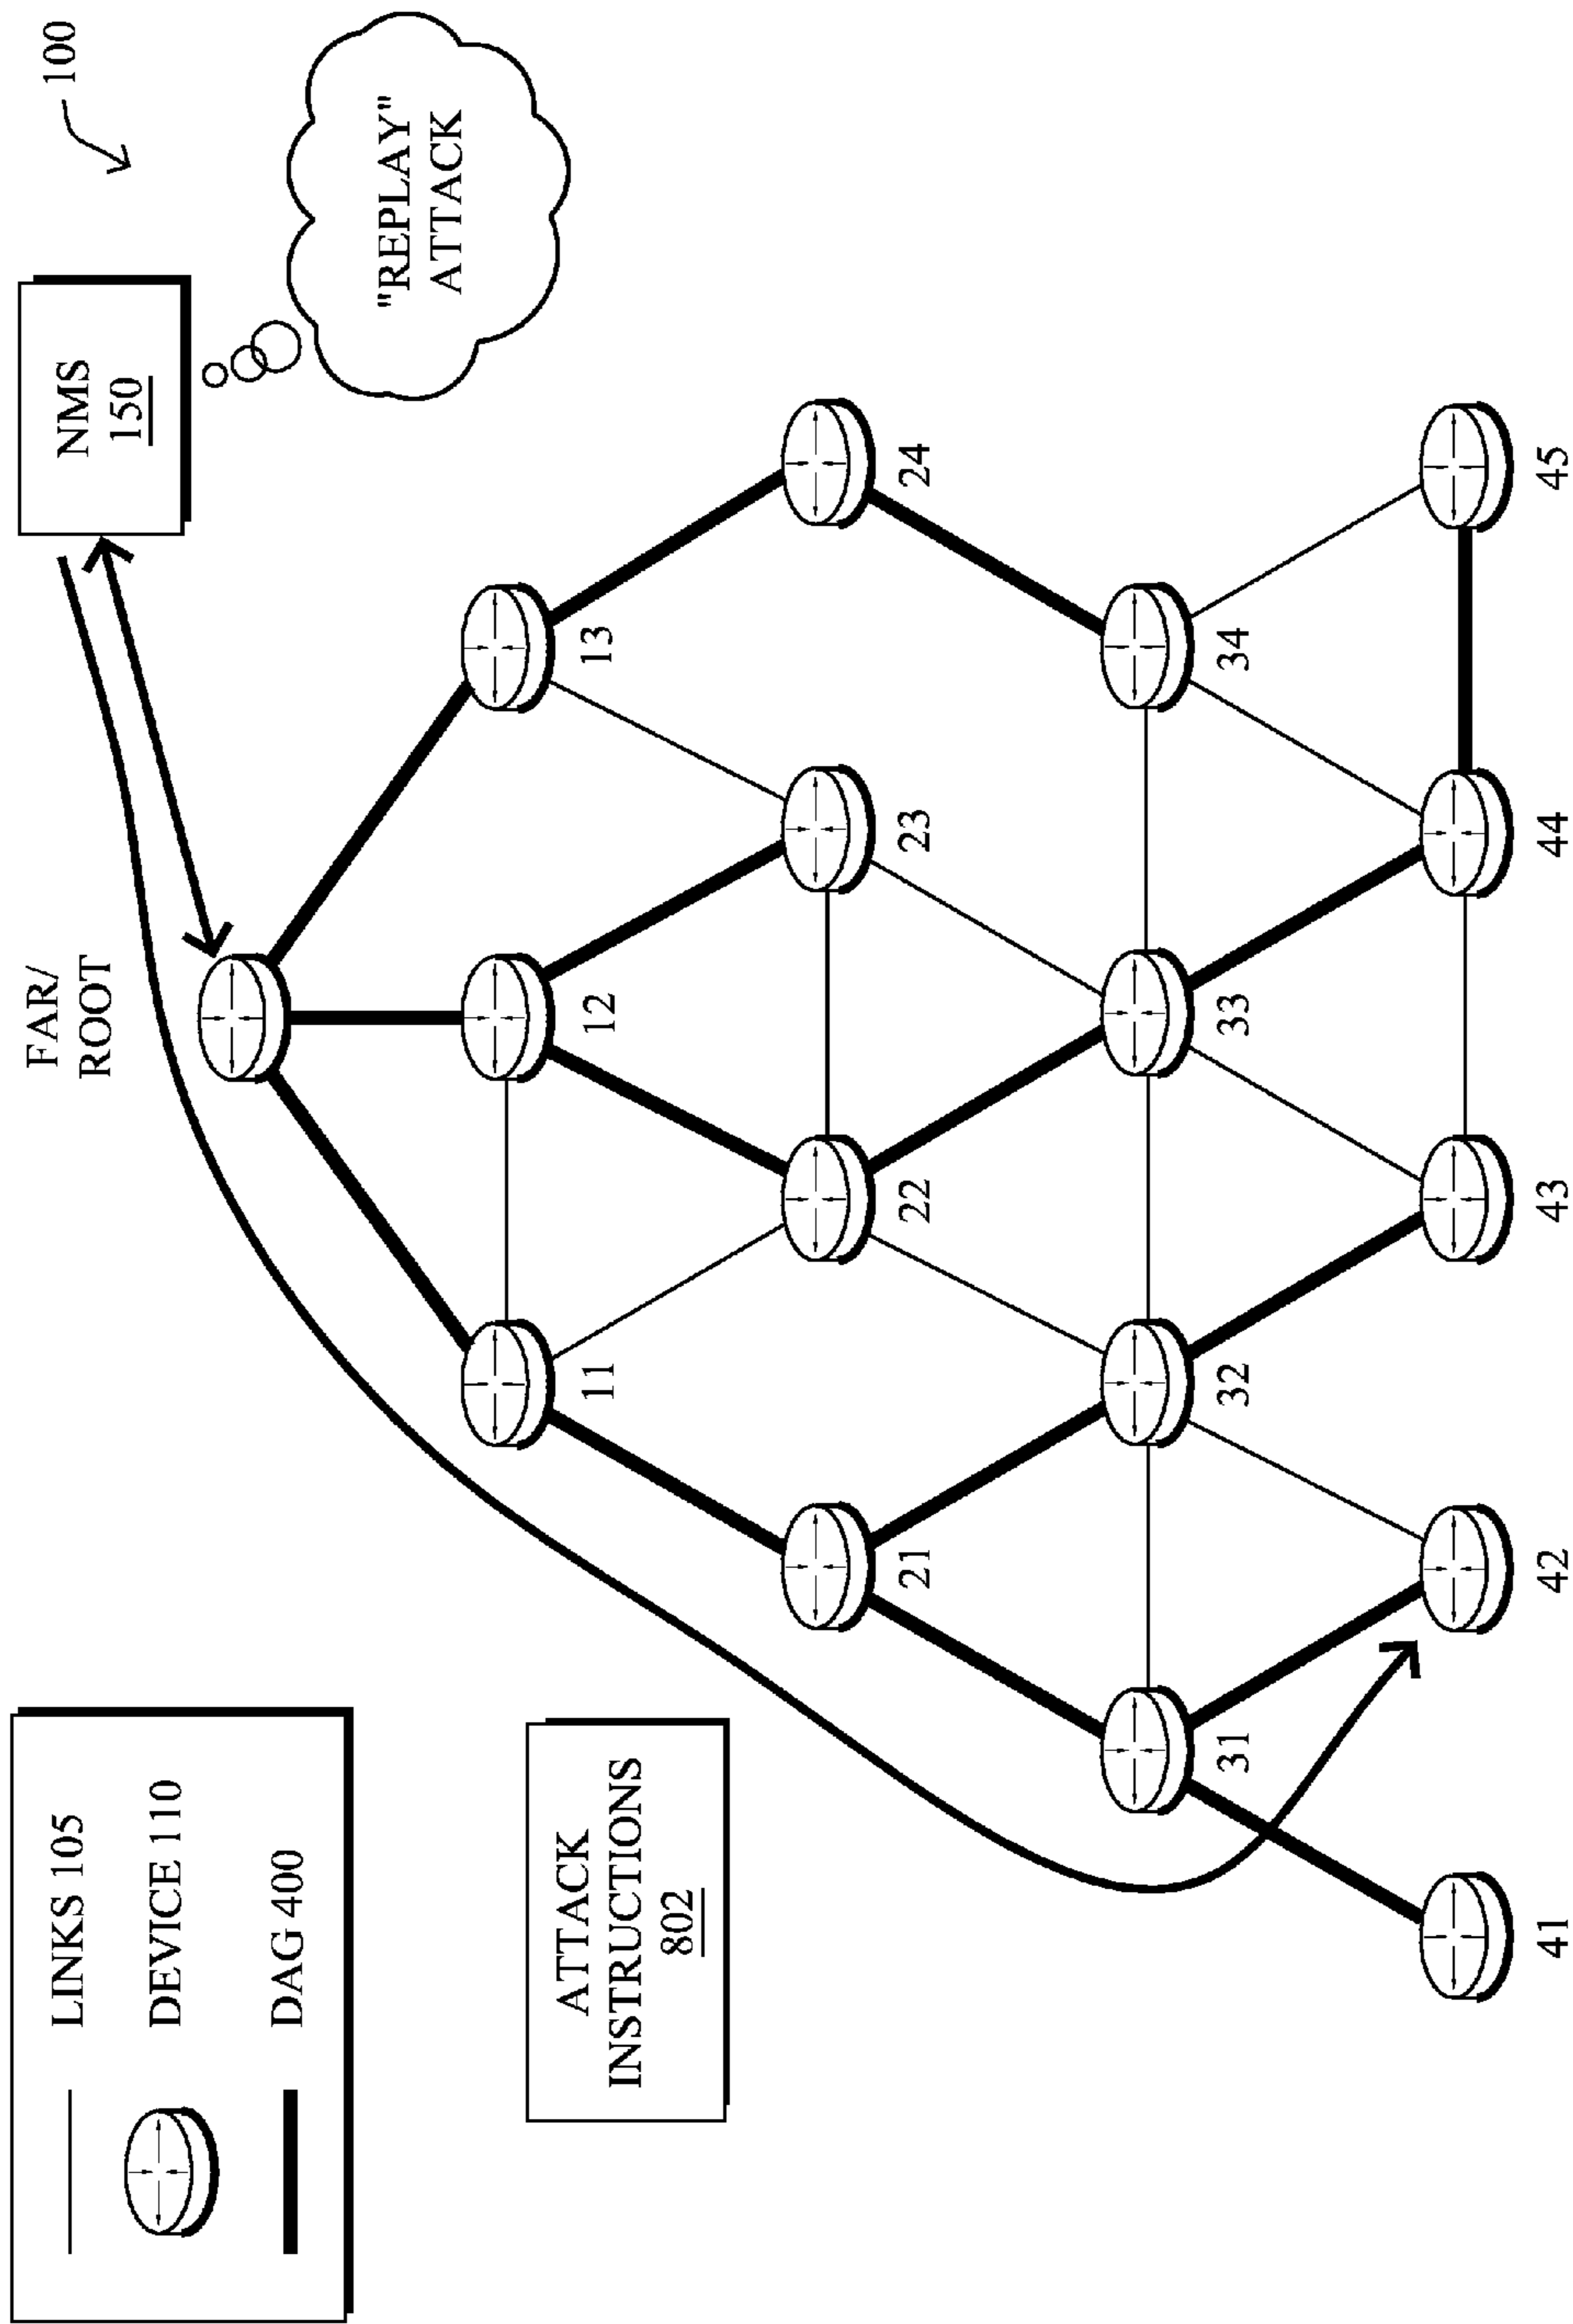 LINKS 105
DEVICE 110
DAG 400
ATTACK
INSTRUCTIONS
802
FAR/
ROOT
NMS
150
100
"REPLAY"
ATTACK
11
12
13
21
22
23
24
31
32
33
34
41
42
43
44
45